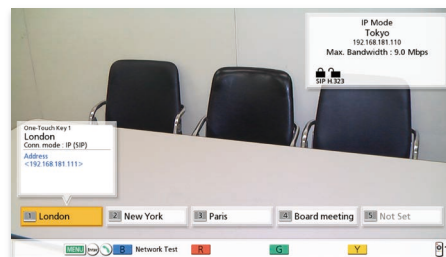 IP Mode
Tokyo
192.168.181.110
Max. Bandwidth : 9.0 Mbps
SIP H.323
One-Touch Key 1
London
Conn. mode : IP (SIP)
Address
<192.168.181.111>
1 London
2 New York
3 Paris
4 Board meeting
5 Not Set
MENU Enter B Network Test R G Y